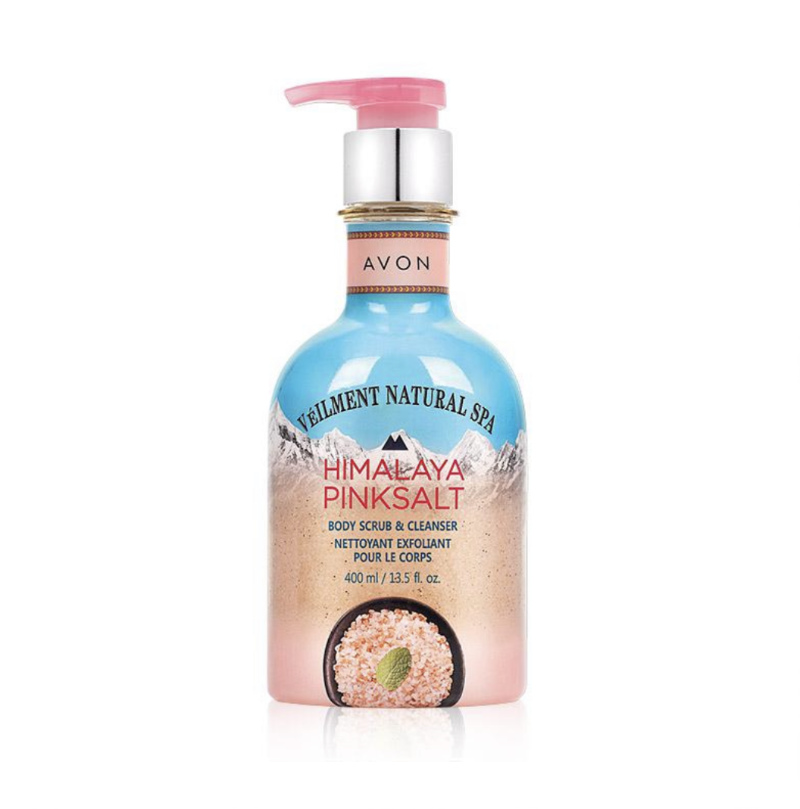 AVON
VÉILMENT NATURAL SPA
HIMALAYA
PINKSALT
BODY SCRUB & CLEANSER
NETTOYANT EXFOLIANT
POUR LE CORPS
400 ml / 13.5 fl. oz.